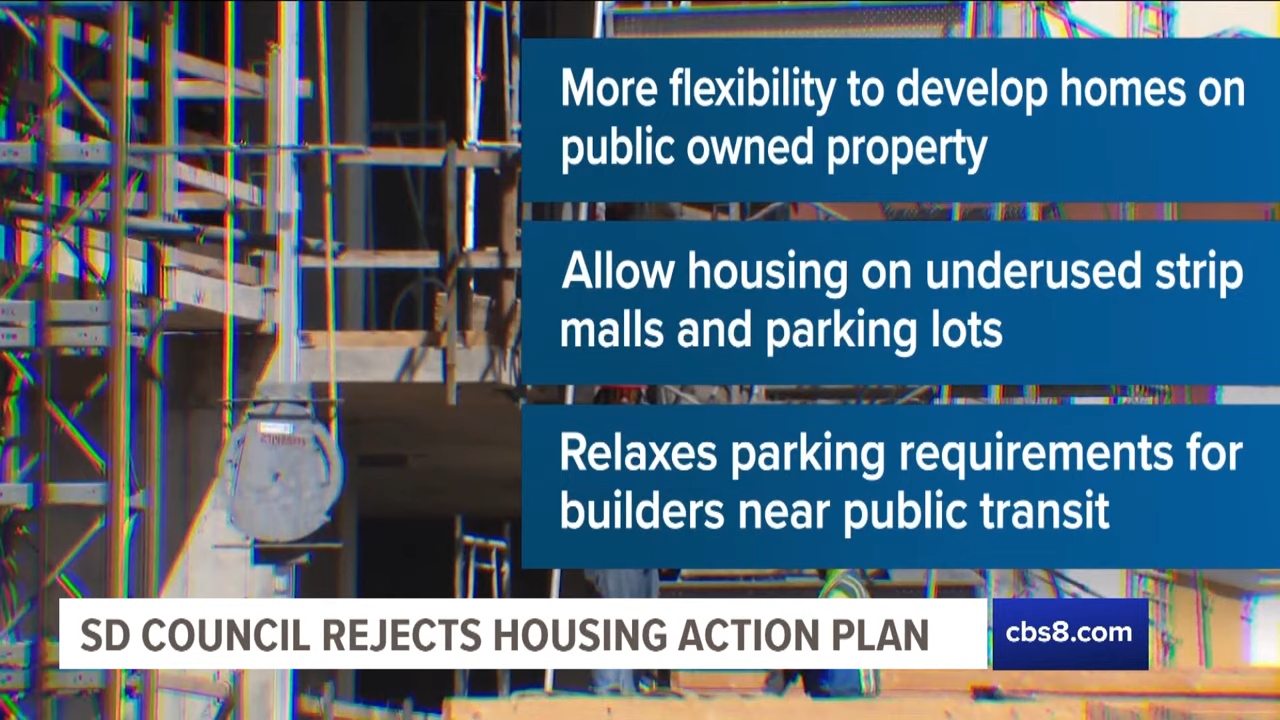 More flexibility to develop homes on
public owned property
Allow housing on underused strip
malls and parking lots
Relaxes parking requirements for
builders near public transit
SD COUNCIL REJECTS HOUSING ACTION PLAN
cbs8.com